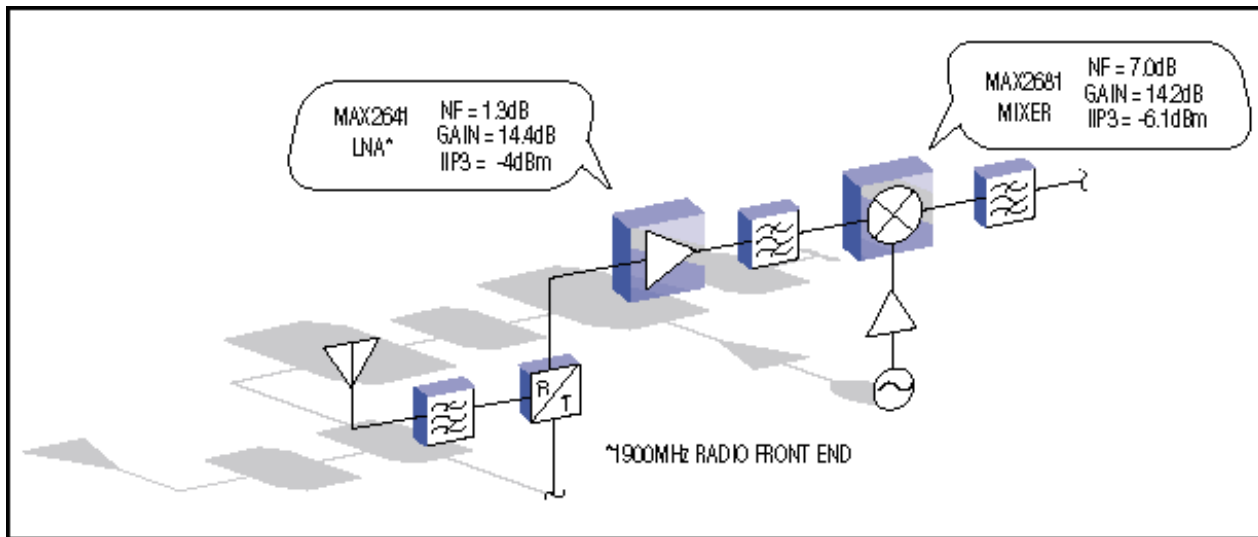 MAX2641
LNA*
NF = 1.3dB
GAIN = 14.4dB
IIP3 = -4dBm
MAX2681
MIXER
NF = 7.0dB
GAIN = 14.2dB
IIP3 = -6.1dBm
R
T
*1900MHz RADIO FRONT END